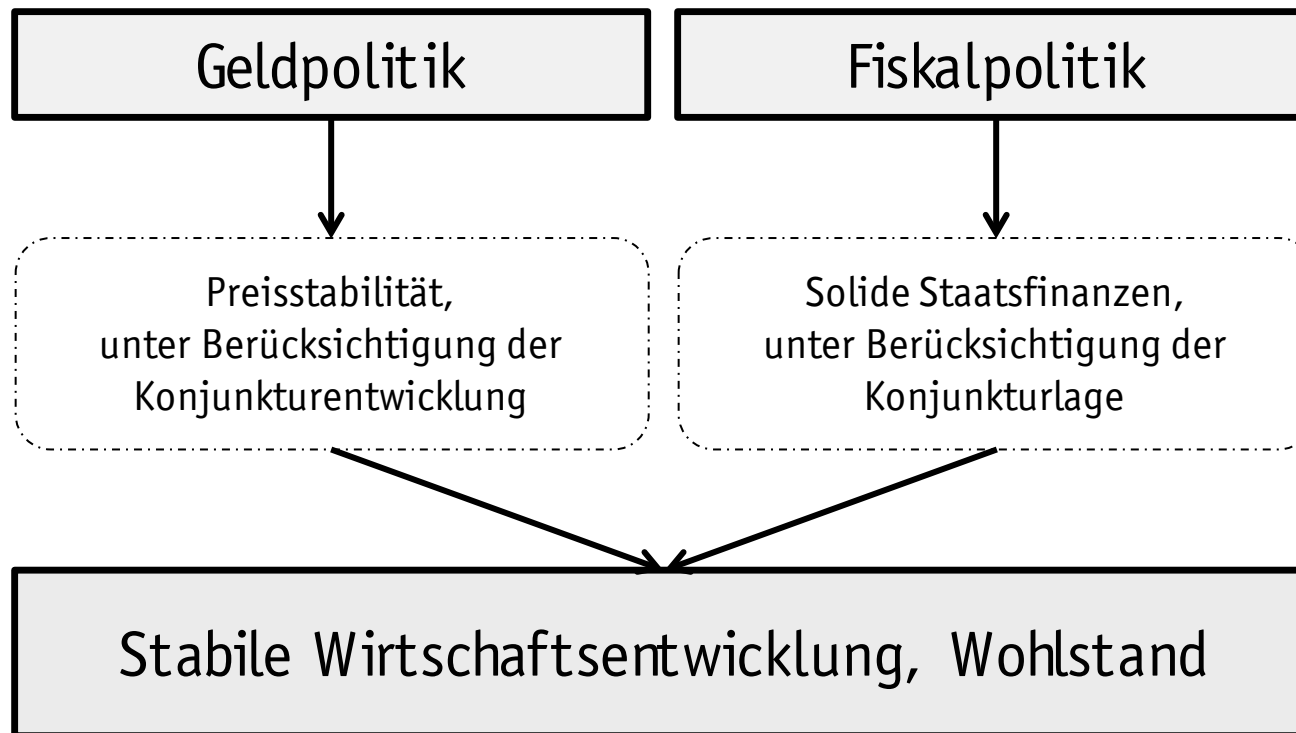 Geldpolitik
Fiskalpolitik
Preisstabilität,
unter Berücksichtigung der
Konjunkturentwicklung
Solide Staatsfinanzen,
unter Berücksichtigung der
Konjunkturlage
Stabile Wirtschaftsentwicklung, Wohlstand